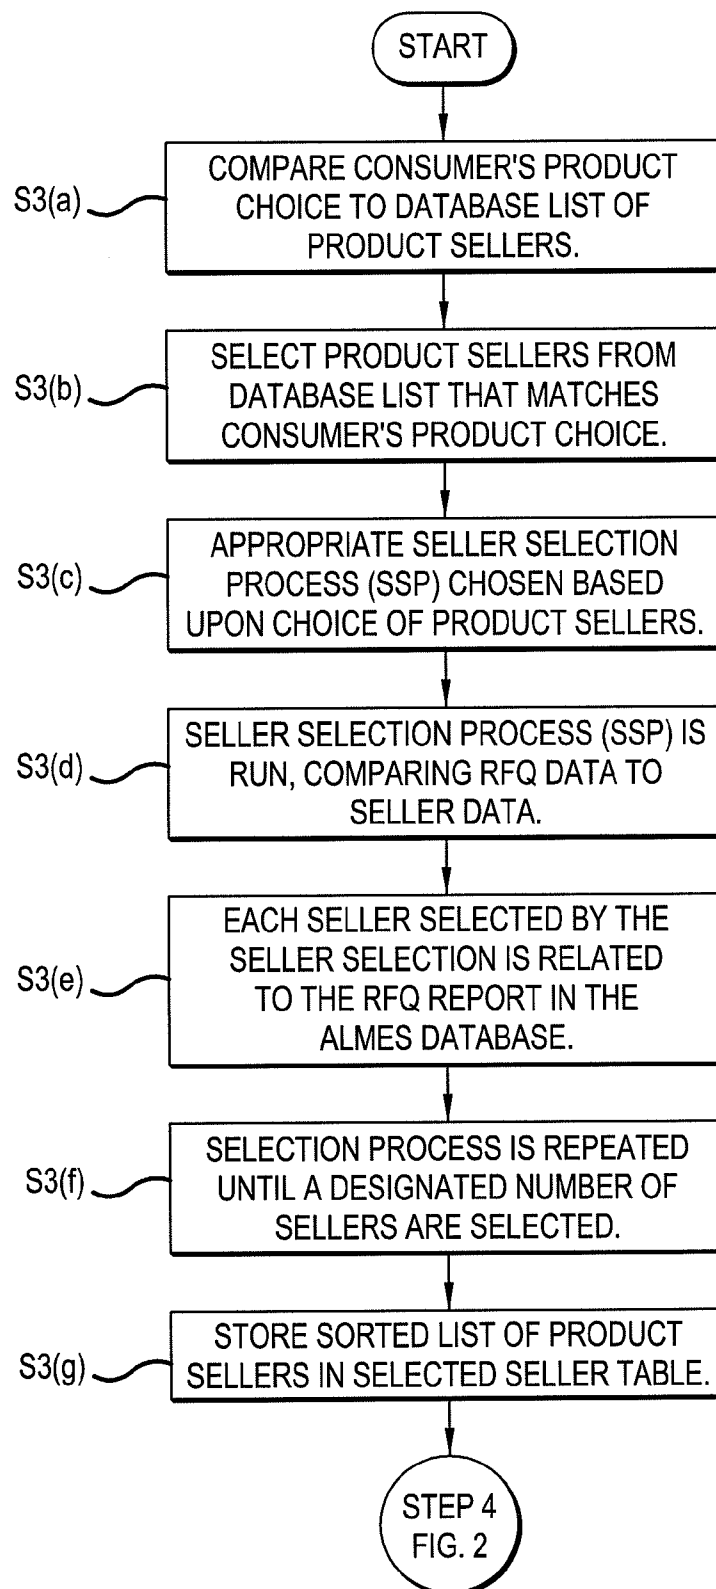 START
S3(a)
COMPARE CONSUMER'S PRODUCT
CHOICE TO DATABASE LIST OF
PRODUCT SELLERS.
S3(b)
SELECT PRODUCT SELLERS FROM
DATABASE LIST THAT MATCHES
CONSUMER'S PRODUCT CHOICE.
S3(c)
APPROPRIATE SELLER SELECTION
PROCESS (SSP) CHOSEN BASED
UPON CHOICE OF PRODUCT SELLERS.
S3(d)
SELLER SELECTION PROCESS (SSP) IS
RUN, COMPARING RFQ DATA TO
SELLER DATA.
S3(e)
EACH SELLER SELECTED BY THE
SELLER SELECTION IS RELATED
TO THE RFQ REPORT IN THE
ALMES DATABASE.
S3(f)
SELECTION PROCESS IS REPEATED
UNTIL A DESIGNATED NUMBER OF
SELLERS ARE SELECTED.
S3(g)
STORE SORTED LIST OF PRODUCT
SELLERS IN SELECTED SELLER TABLE.
STEP 4
FIG. 2